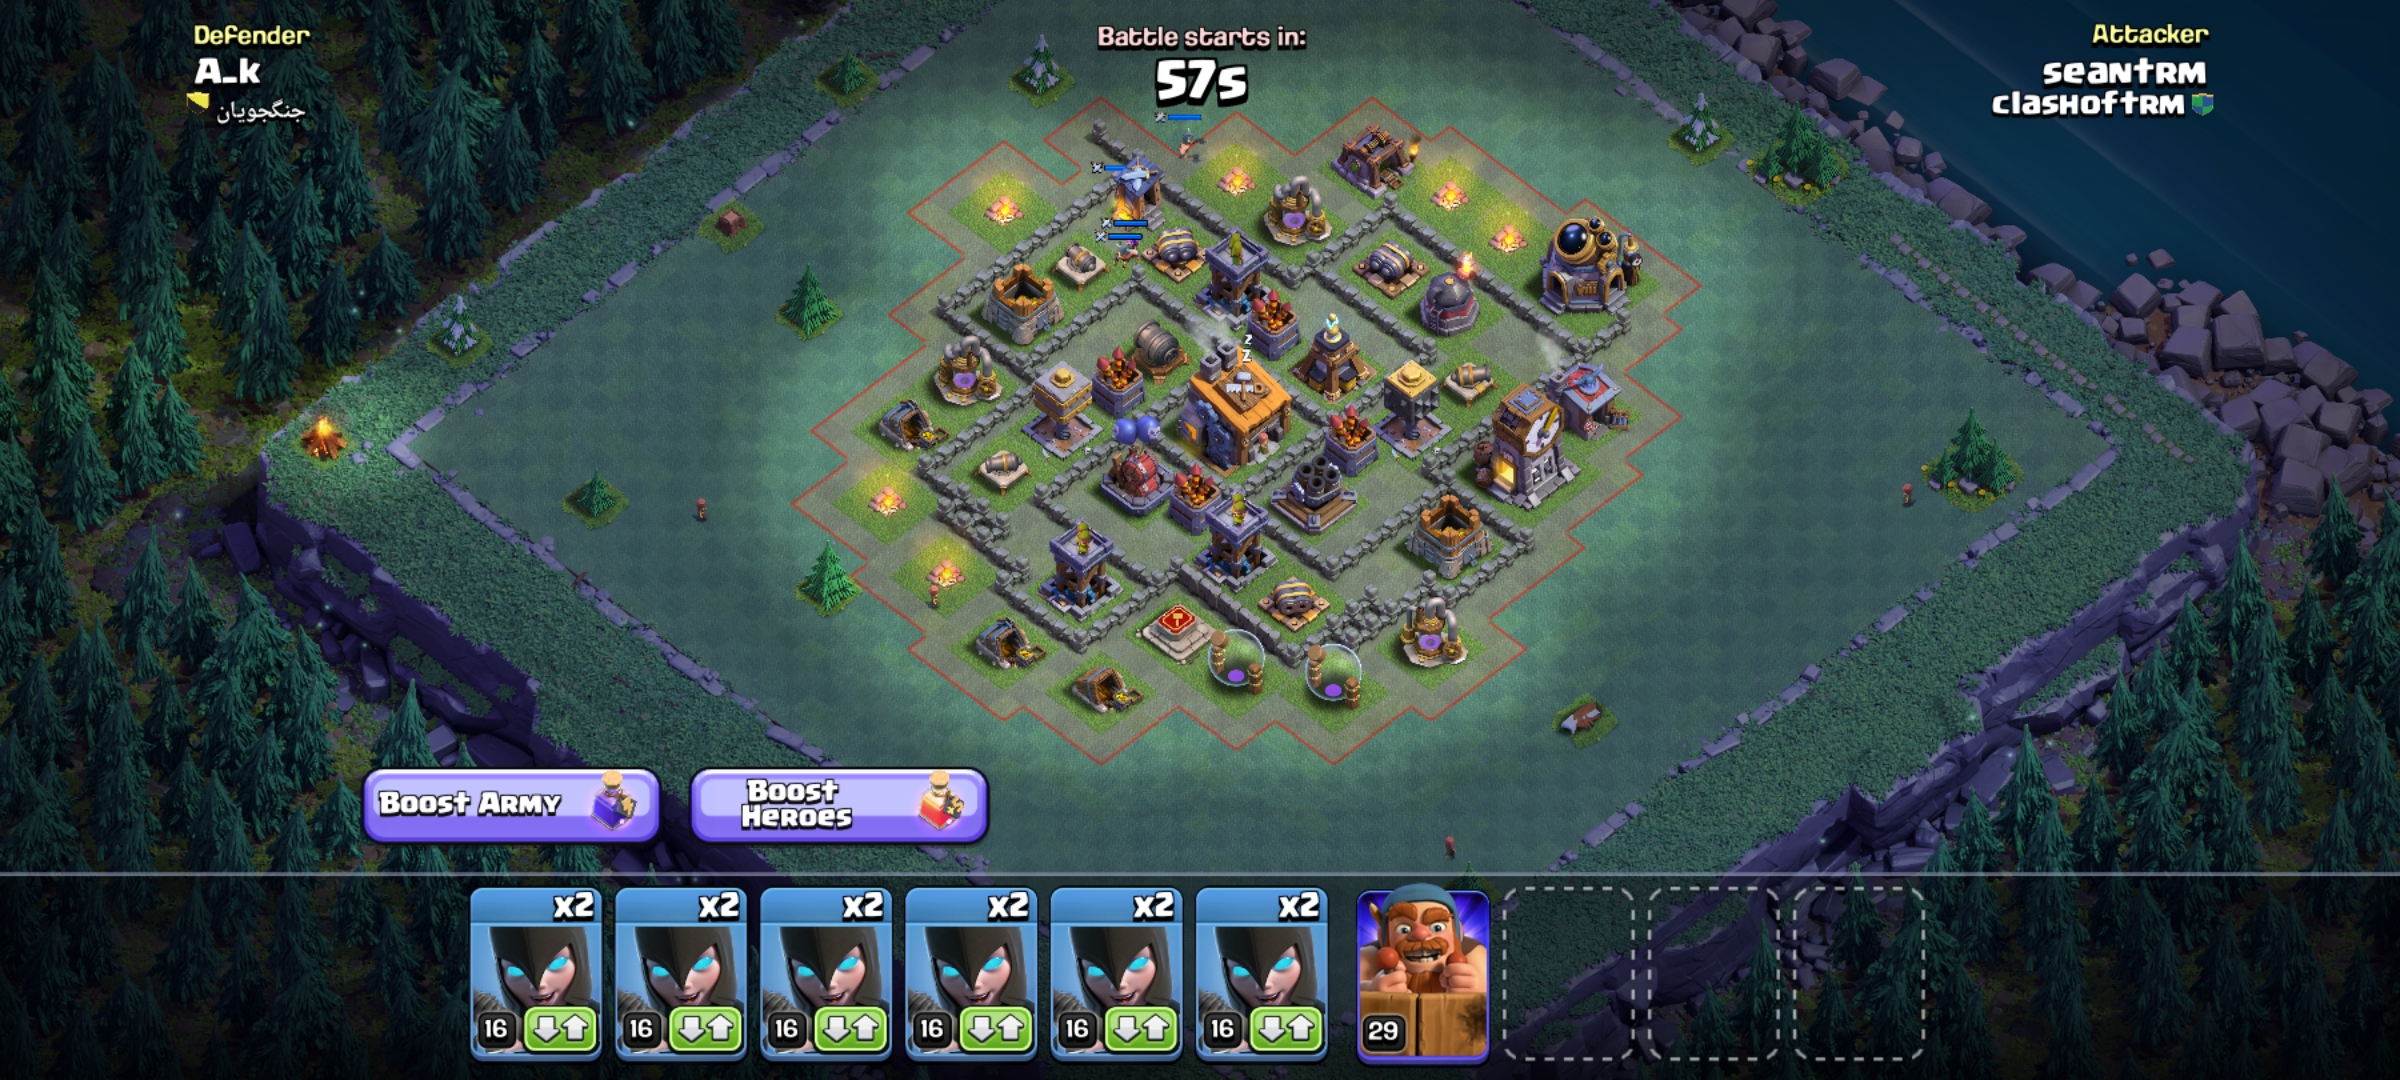 Defender
A_k
جنگجویان
Battle starts in:
57s
Attacker
seantRM
clashoftRM
z
z
Boost Army
Boost
Heroes
x2
x2
x2
x2
x2
x2
16
16
16
16
16
16
29